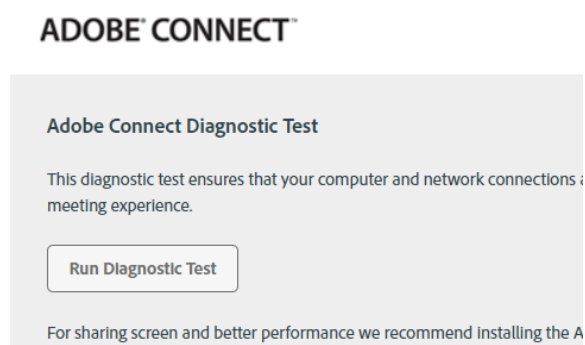 ADOBE® CONNECT™
Adobe Connect Diagnostic Test
This diagnostic test ensures that your computer and network connections a
meeting experience.
Run Diagnostic Test
For sharing screen and better performance we recommend installing the A